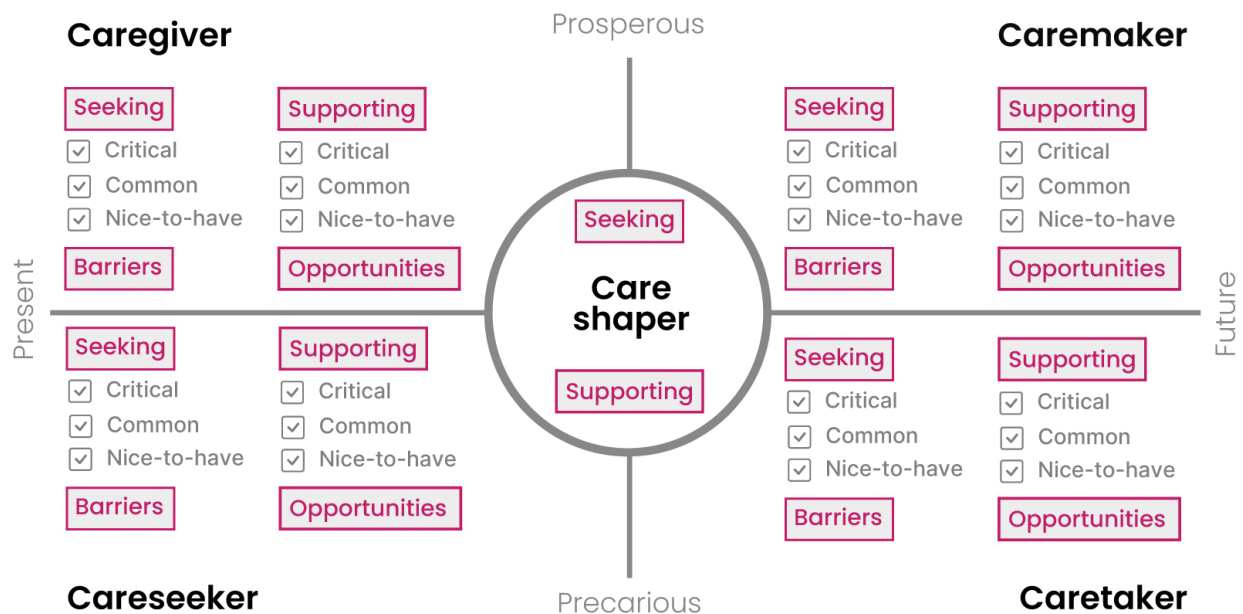 Prosperous
Caregiver
Seeking
Critical
Common
Nice-to-have
Supporting
Critical
Common
Nice-to-have
Barriers
Opportunities
Caremaker
Seeking
Critical
Common
Nice-to-have
Supporting
Critical
Common
Nice-to-have
Barriers
Opportunities
Present
Seeking
Care
shaper
Supporting
Future
Seeking
Critical
Common
Nice-to-have
Supporting
Critical
Common
Nice-to-have
Barriers
Opportunities
Careseeker
Seeking
Critical
Common
Nice-to-have
Supporting
Critical
Common
Nice-to-have
Barriers
Opportunities
Caretaker
Precarious